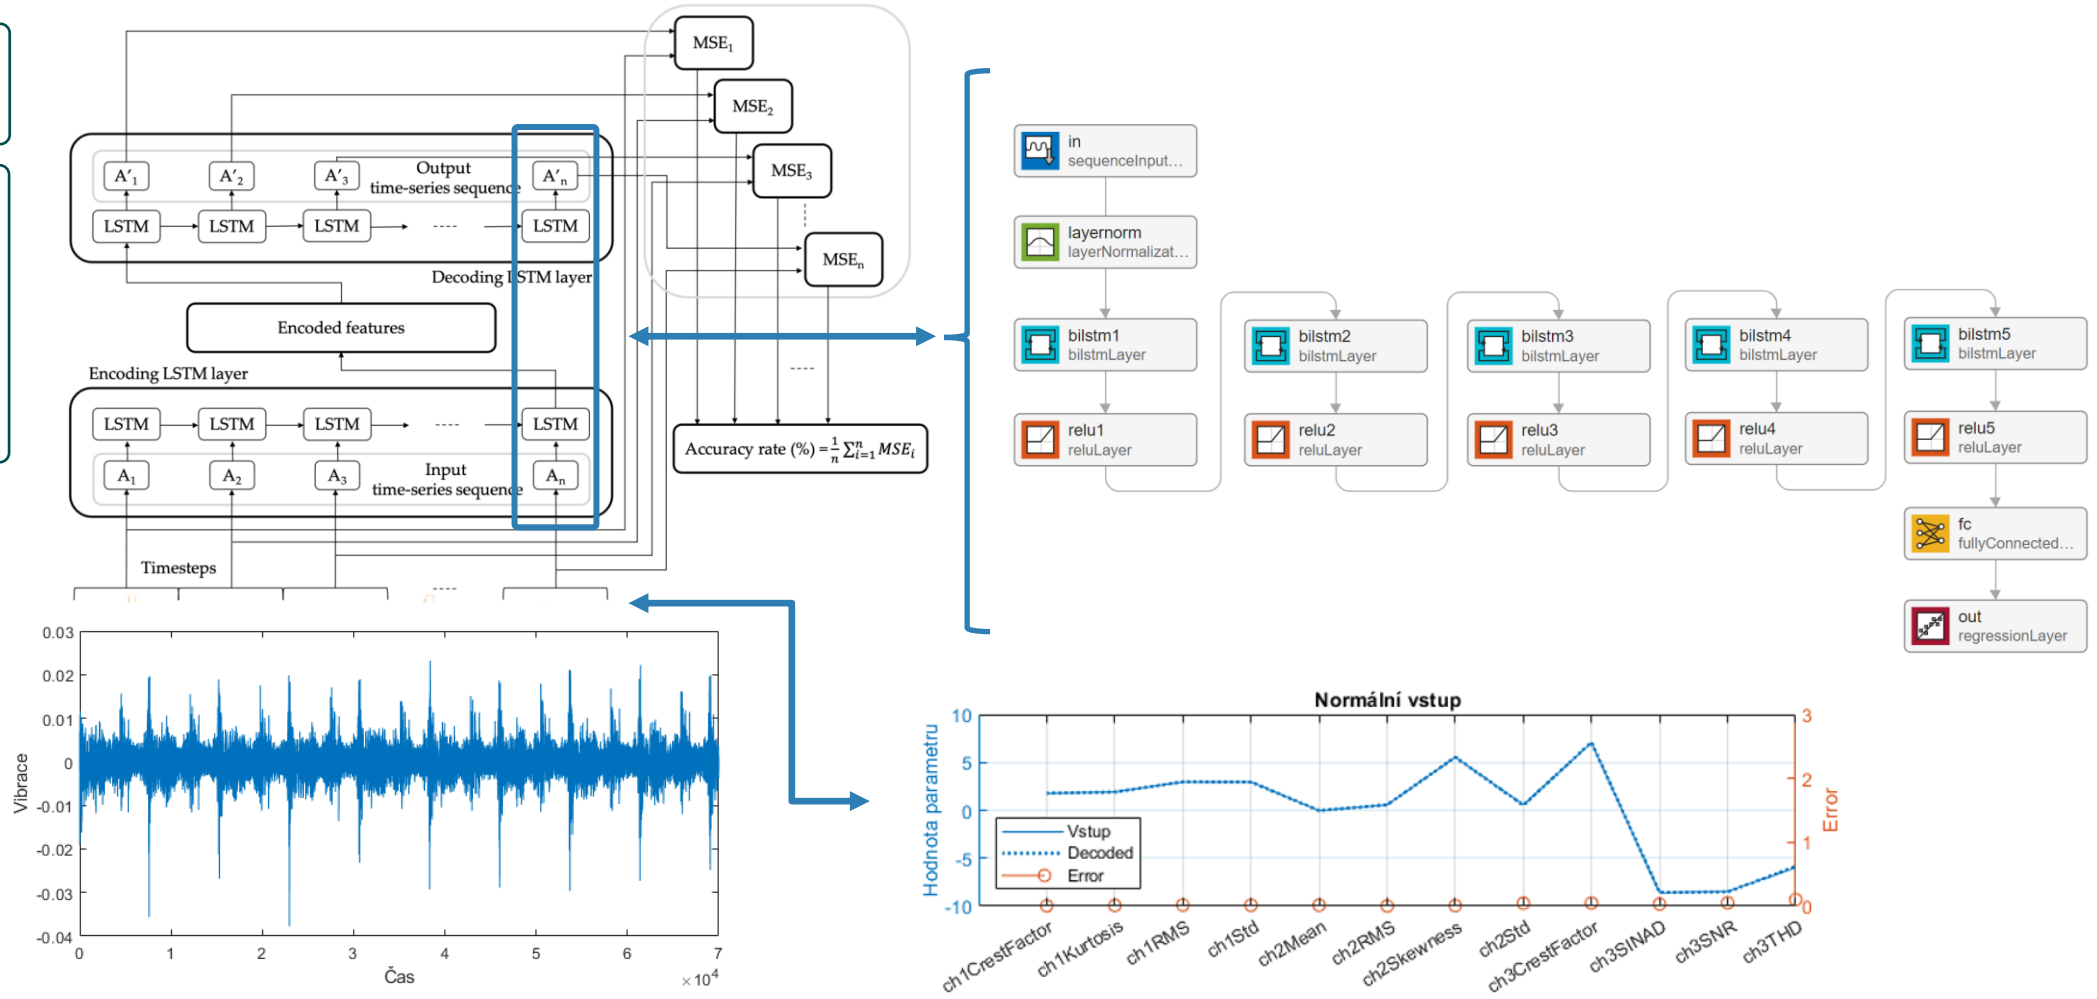 MSE1
MSE2
MSE3
MSEn
A'1 A'2 A'3 Output A'n
time-series sequence
LSTM LSTM LSTM ---- LSTM
Decoding LSTM layer
Encoded features
Encoding LSTM layer
LSTM LSTM LSTM ---- LSTM
A1 A2 A3 Input An
time-series sequence
Timesteps
Accuracy rate (%) = 1/n ∑ⁿᵢ₌₁ MSEᵢ
in
sequenceInput...
layernorm
layerNormalizat...
bilstm1
bilstmLayer
relu1
reluLayer
bilstm2
bilstmLayer
relu2
reluLayer
bilstm3
bilstmLayer
relu3
reluLayer
bilstm4
bilstmLayer
relu4
reluLayer
bilstm5
bilstmLayer
relu5
reluLayer
fc
fullyConnected...
out
regressionLayer
0.03
0.02
0.01
0
-0.01
-0.02
-0.03
-0.04
Vibrace
0 1 2 3 4 5 6 7
Čas
×10⁴
Normální vstup
Hodnota parametru
10
5
0
-5
-10
Vstup
Decoded
Error
3
2
1
0
Error
ch1CrestFactor
ch1Kurtosis
ch1RMS
ch1Std
ch2Mean
ch2RMS
ch2Skewness
ch2Std
ch3CrestFactor
ch3SINAD
ch3SNR
ch3THD